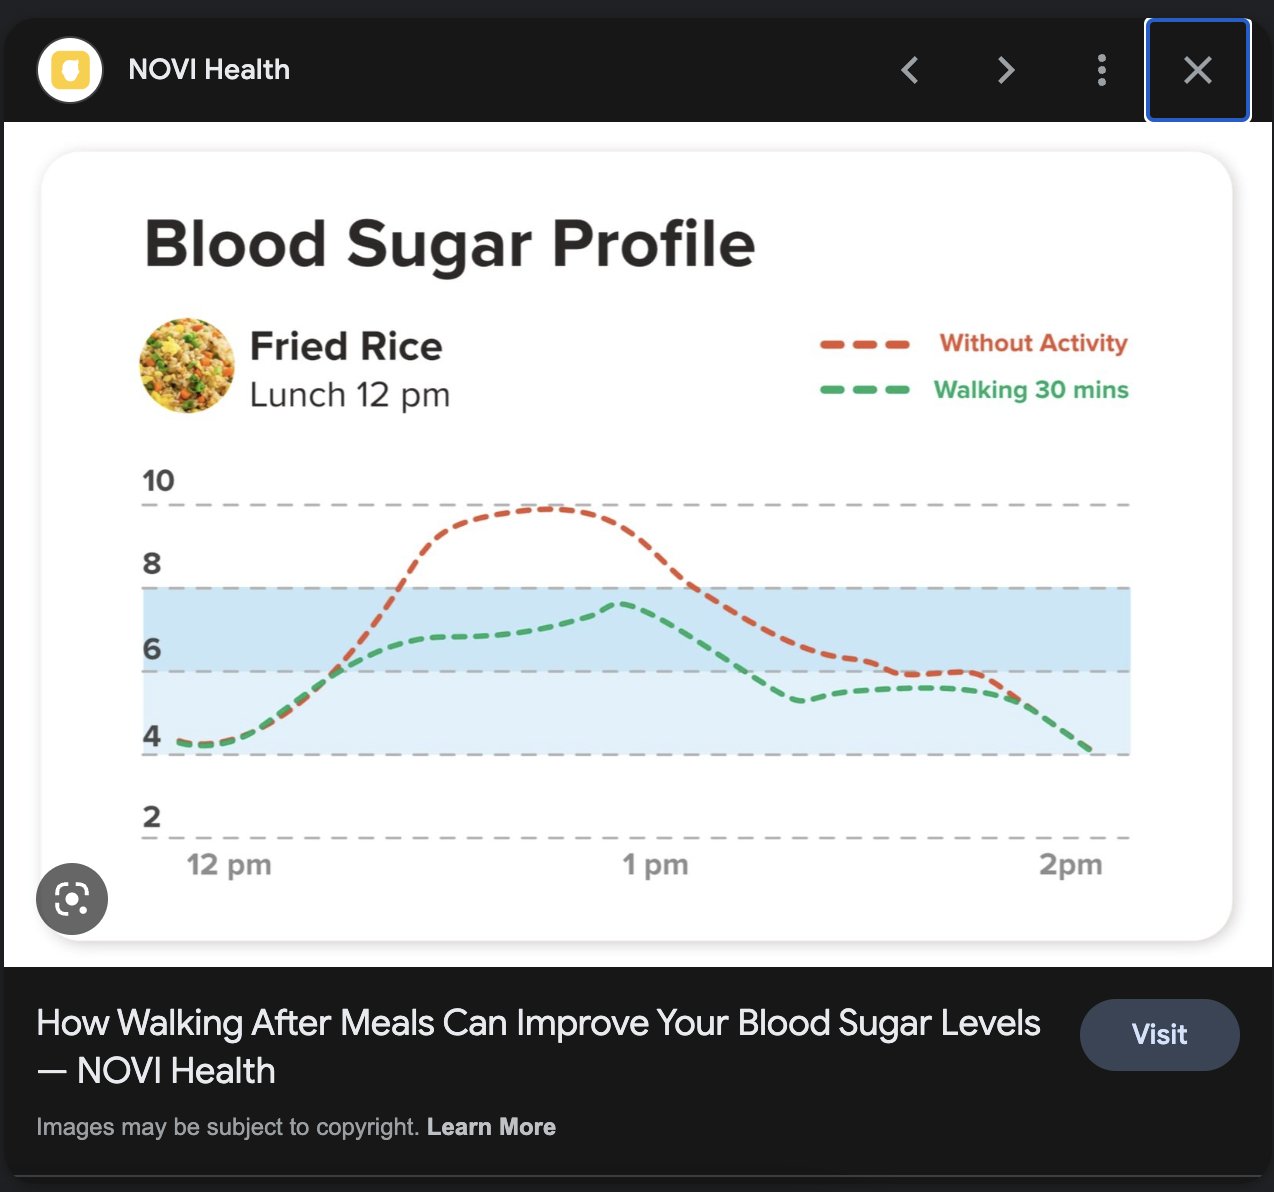 NOVI Health
Blood Sugar Profile
Fried Rice
Lunch 12 pm
Without Activity
Walking 30 mins
10
8
6
4
2
12 pm
1 pm
2pm
How Walking After Meals Can Improve Your Blood Sugar Levels
— NOVI Health
Visit
Images may be subject to copyright. Learn More